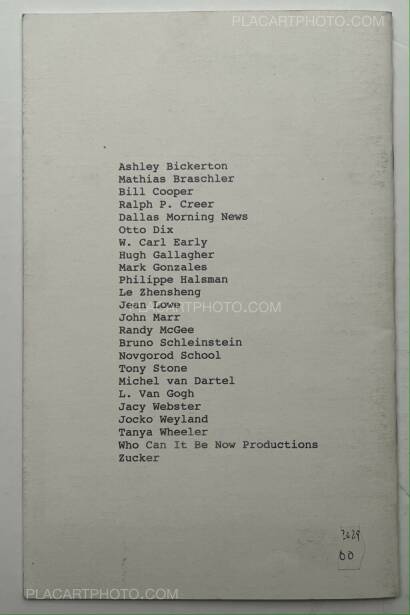 PLACARTPHOTO.COM
Ashley Bickerton
Mathias Braschler
Bill Cooper
Ralph P. Creer
Dallas Morning News
Otto Dix
W. Carl Early
Hugh Gallagher
Mark Gonzales
Philippe Halsman
Le Zhensheng
Jean Lowe
PLACARTPHOTO.COM
John Marr
Randy McGee
Bruno Schleinstein
Novgorod School
Tony Stone
Michel van Dartel
L. Van Gogh
Jacy Webster
Jocko Weyland
Tanya Wheeler
Who Can It Be Now Productions
Zucker
PLACARTPHOTO.COM